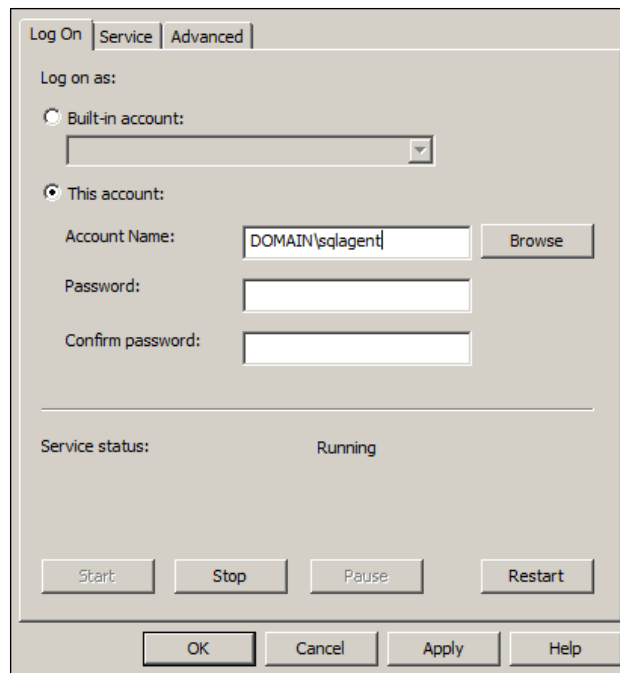 Log On Service Advanced
Log on as:
Built-in account:
This account:
Account Name: DOMAIN\sqlagent Browse
Password:
Confirm password:
Service status: Running
Start Stop Pause Restart
OK Cancel Apply Help